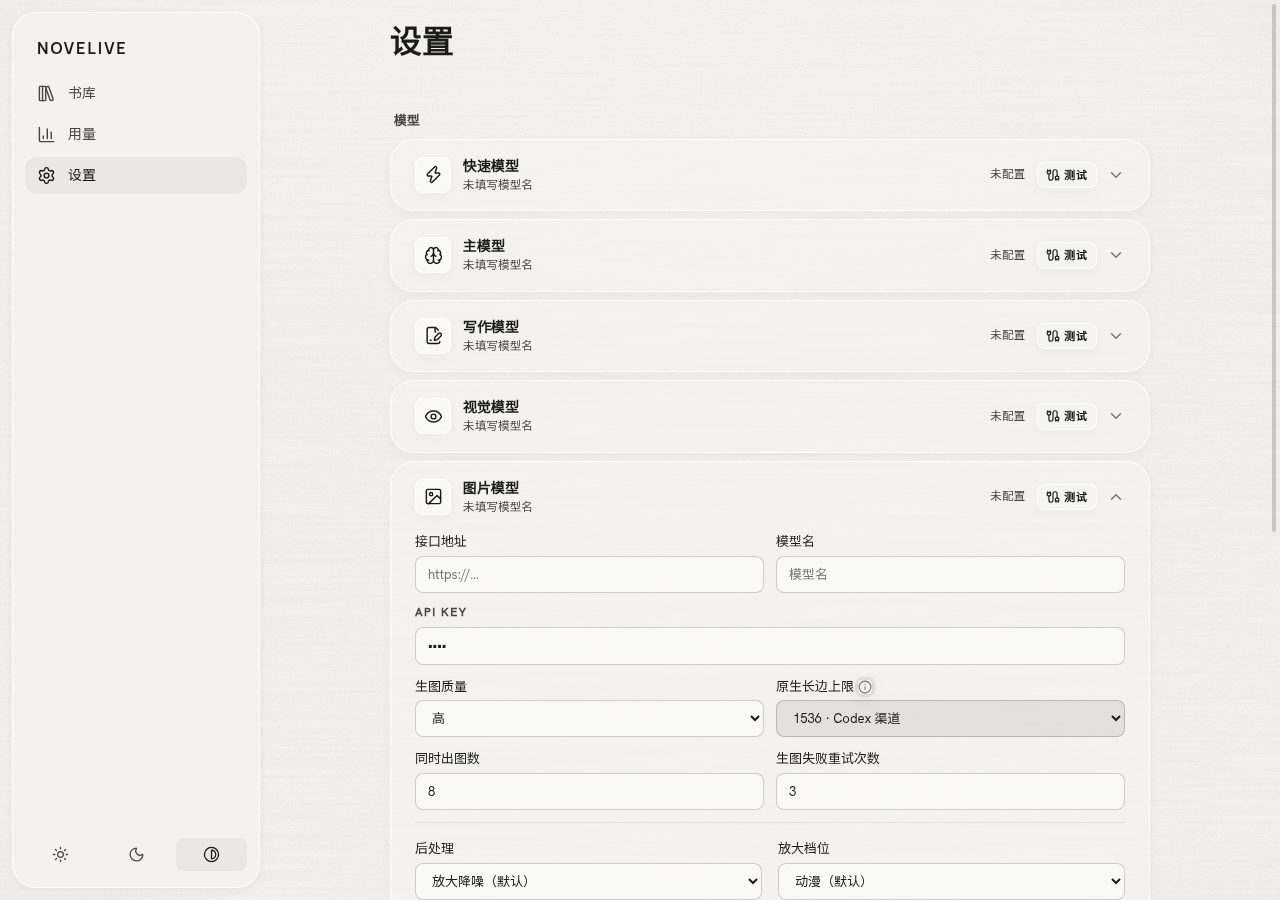 NOVELIVE
书库
用量
设置
设置
模型
快速模型
未填写模型名
未配置
测试
主模型
未填写模型名
未配置
测试
写作模型
未填写模型名
未配置
测试
视觉模型
未填写模型名
未配置
测试
图片模型
未填写模型名
未配置
测试
接口地址
模型名
https://...
模型名
API KEY
生图质量
原生长边上限
高
1536 · Codex 渠道
同时出图数
生图失败重试次数
8
3
后处理
放大档位
放大降噪（默认）
动漫（默认）